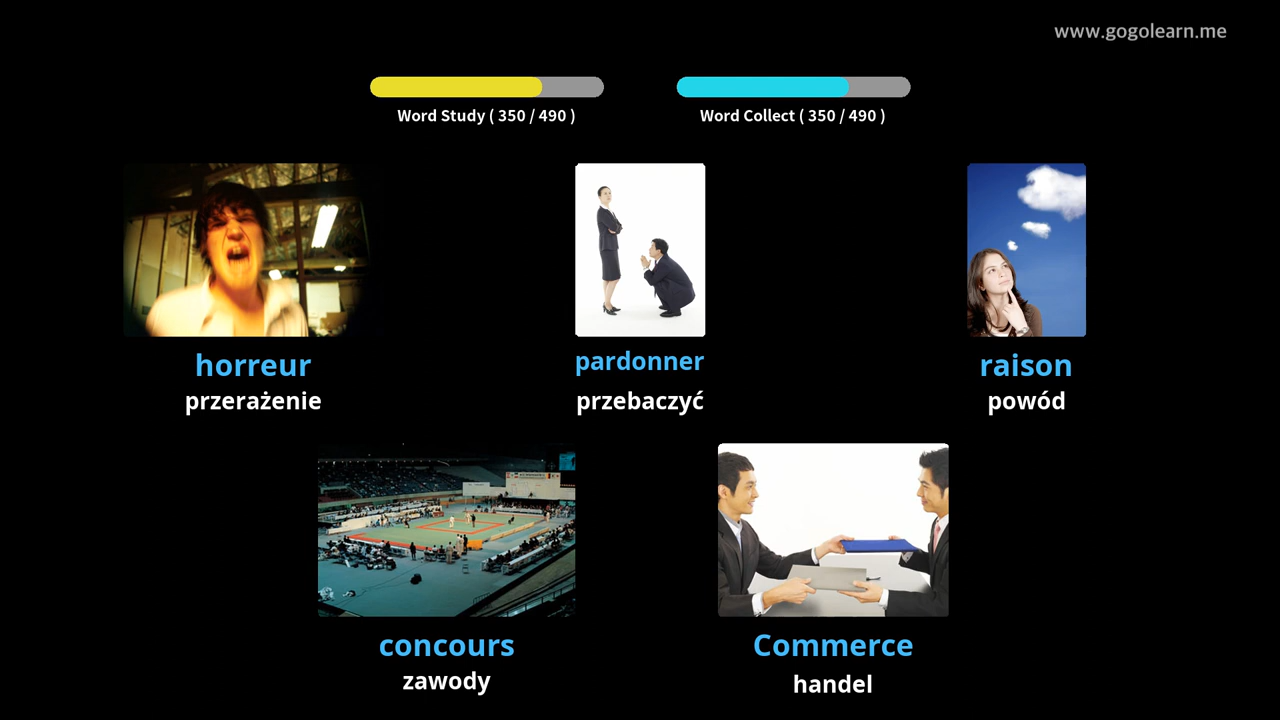 www.gogolearn.me
Word Study ( 350 / 490 )
Word Collect ( 350 / 490 )
horreur
przerażenie
pardonner
przebaczyć
raison
powód
concours
zawody
Commerce
handel